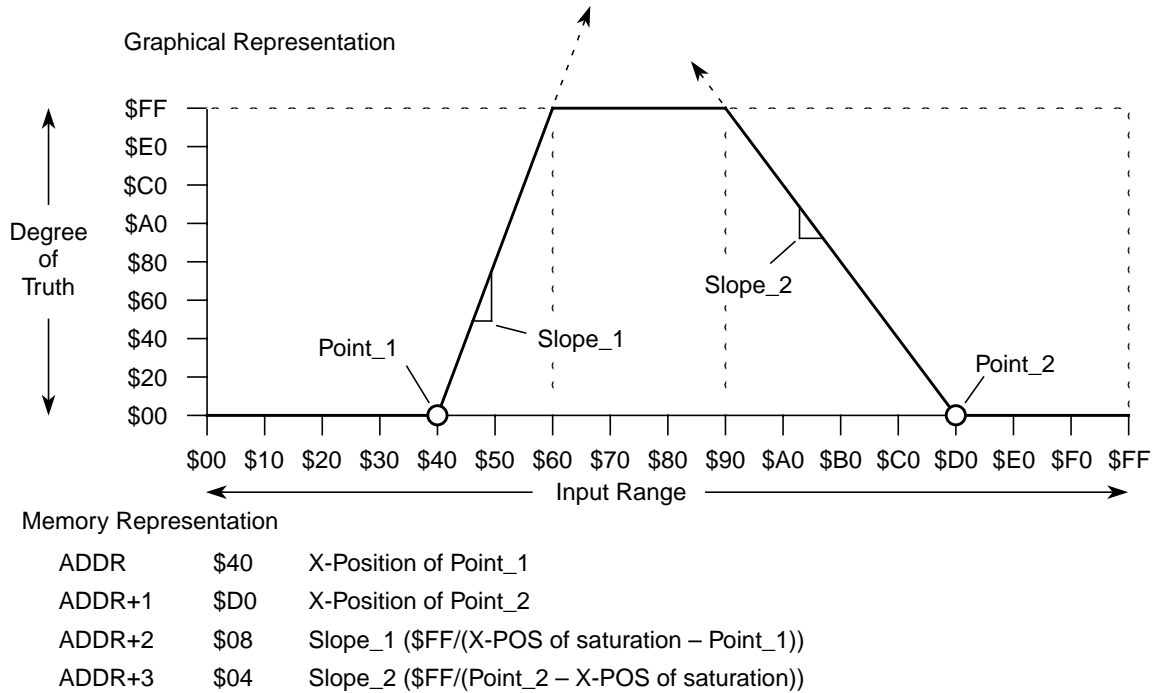 Graphical Representation
$FF
$E0
$C0
$A0
$80
$60
$40
$20
$00
Degree
of
Truth
Point_1
Slope_1
Slope_2
Point_2
$00 $10 $20 $30 $40 $50 $60 $70 $80 $90 $A0 $B0 $C0 $D0 $E0 $F0 $FF
Input Range
Memory Representation
ADDR $40 X-Position of Point_1
ADDR+1 $D0 X-Position of Point_2
ADDR+2 $08 Slope_1 ($FF/(X-POS of saturation – Point_1))
ADDR+3 $04 Slope_2 ($FF/(Point_2 – X-POS of saturation))